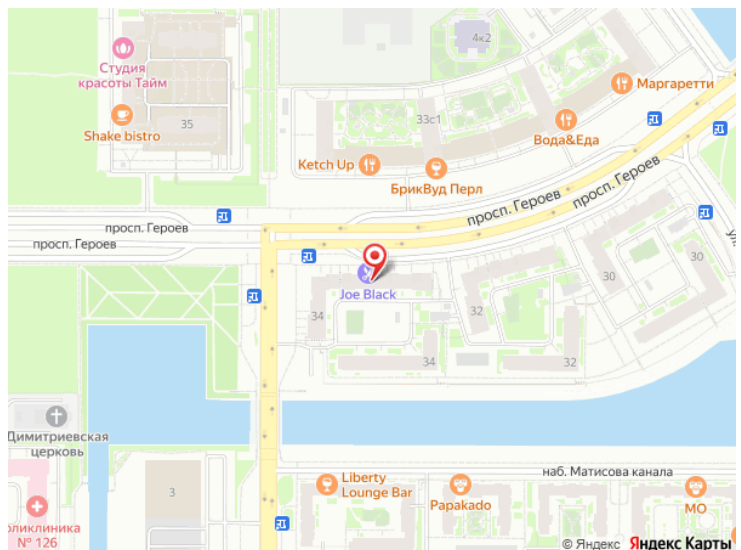 4к2
Студия
красоты Тайм
Маргаретти
33с1
35
Shake bistro
Вода&Еда
Ketch Up
БрикВуд Перл
просп. Героев
просп. Героев
просп. Героев
просп. Героев
30
30
Joe Black
34
32
34
32
Димитриевская
церковь
наб. Матисова канала
Liberty
Lounge Bar
Papakado
МО
3
оликлиника
№ 126
© Яндекс Яндекс Карты